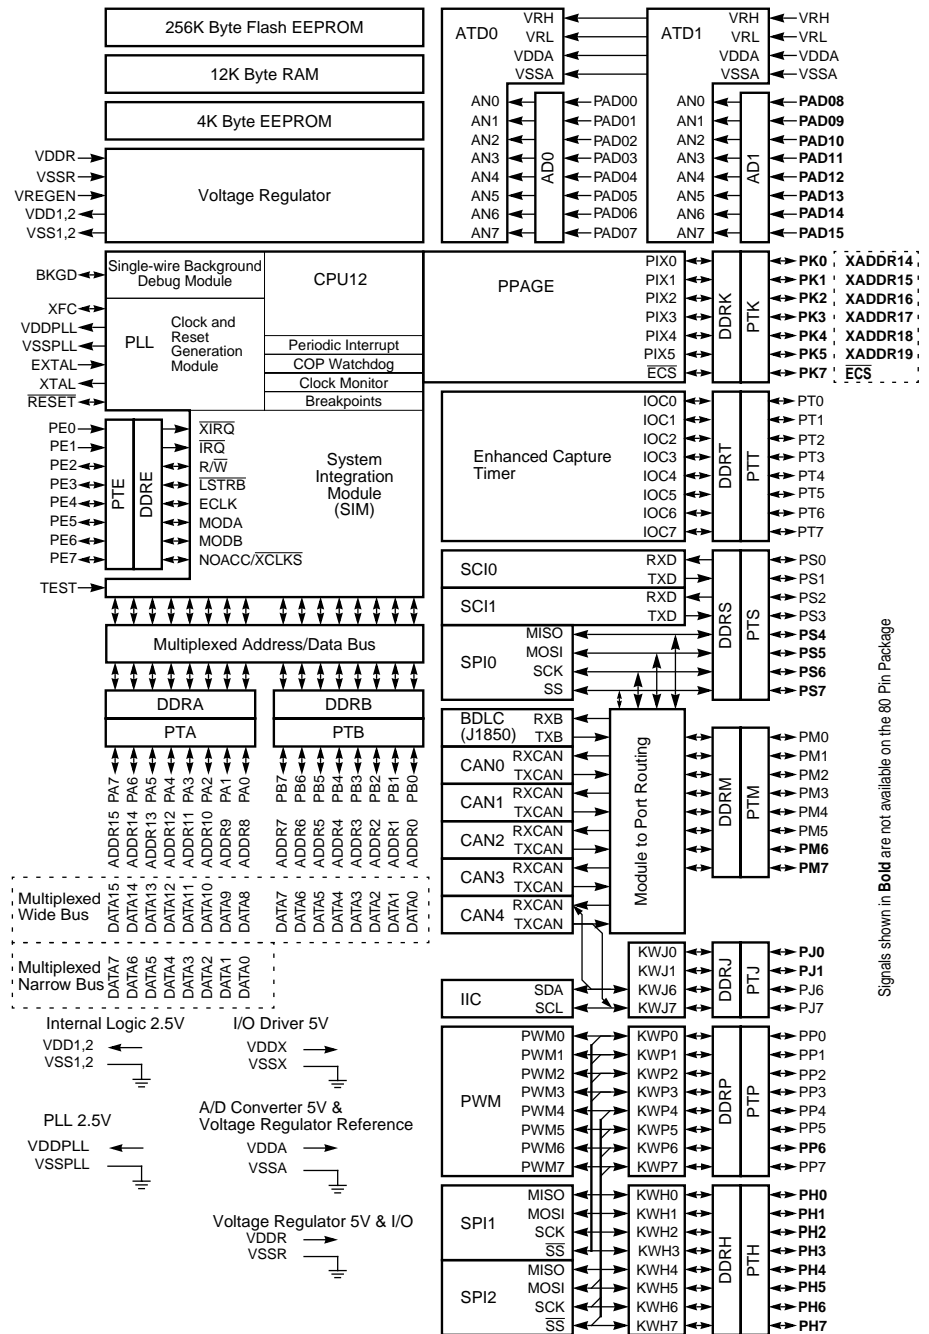 256K Byte Flash EEPROM
12K Byte RAM
4K Byte EEPROM
VDDR
VSSR
VREGEN
VDD1,2
VSS1,2
Voltage Regulator
ATD0
VRH
VRL
VDDA
VSSA
AN0
AN1
AN2
AN3
AN4
AN5
AN6
AN7
AD0
PAD00
PAD01
PAD02
PAD03
PAD04
PAD05
PAD06
PAD07
ATD1
VRH
VRL
VDDA
VSSA
VRH
VRL
VDDA
VSSA
AN0
AN1
AN2
AN3
AN4
AN5
AN6
AN7
AD1
PAD08
PAD09
PAD10
PAD11
PAD12
PAD13
PAD14
PAD15
BKGD
XFC
VDDPLL
VSSPLL
EXTAL
XTAL
RESET
Single-wire Background
Debug Module
CPU12
PLL
Clock and
Reset
Generation
Module
Periodic Interrupt
COP Watchdog
Clock Monitor
Breakpoints
PPAGE
PIX0
PIX1
PIX2
PIX3
PIX4
PIX5
ECS
DDRK
PTK
PK0 XADDR14
PK1 XADDR15
PK2 XADDR16
PK3 XADDR17
PK4 XADDR18
PK5 XADDR19
PK7 ECS
PE0
PE1
PE2
PE3
PE4
PE5
PE6
PE7
TEST
PTE
DDRE
XIRQ
IRQ
R/W
LSTRB
ECLK
MODA
MODB
NOACC/XCLKS
System
Integration
Module
(SIM)
Enhanced Capture
Timer
IOC0
IOC1
IOC2
IOC3
IOC4
IOC5
IOC6
IOC7
DDRT
PTT
PT0
PT1
PT2
PT3
PT4
PT5
PT6
PT7
Multiplexed Address/Data Bus
DDRA
PTA
DDRB
PTB
PA7 PA6 PA5 PA4 PA3 PA2 PA1 PA0
PB7 PB6 PB5 PB4 PB3 PB2 PB1 PB0
ADDR15 ADDR14 ADDR13 ADDR12 ADDR11 ADDR10 ADDR9 ADDR8
ADDR7 ADDR6 ADDR5 ADDR4 ADDR3 ADDR2 ADDR1 ADDR0
Multiplexed
Wide Bus
DATA15 DATA14 DATA13 DATA12 DATA11 DATA10 DATA9 DATA8
DATA7 DATA6 DATA5 DATA4 DATA3 DATA2 DATA1 DATA0
Multiplexed
Narrow Bus
DATA7 DATA6 DATA5 DATA4 DATA3 DATA2 DATA1 DATA0
SCI0
RXD
TXD
SCI1
RXD
TXD
SPI0
MISO
MOSI
SCK
SS
DDRS
PTS
PS0
PS1
PS2
PS3
PS4
PS5
PS6
PS7
BDLC
(J1850)
RXB
TXB
CAN0
RXCAN
TXCAN
CAN1
RXCAN
TXCAN
CAN2
RXCAN
TXCAN
CAN3
RXCAN
TXCAN
CAN4
RXCAN
TXCAN
Module to Port Routing
DDRM
PTM
PM0
PM1
PM2
PM3
PM4
PM5
PM6
PM7
Signals shown in Bold are not available on the 80 Pin Package
IIC
SDA
SCL
KWJ0
KWJ1
KWJ6
KWJ7
DDRJ
PTJ
PJ0
PJ1
PJ6
PJ7
Internal Logic 2.5V
VDD1,2
VSS1,2
I/O Driver 5V
VDDX
VSSX
PLL 2.5V
VDDPLL
VSSPLL
A/D Converter 5V &
Voltage Regulator Reference
VDDA
VSSA
Voltage Regulator 5V & I/O
VDDR
VSSR
PWM
PWM0
PWM1
PWM2
PWM3
PWM4
PWM5
PWM6
PWM7
KWP0
KWP1
KWP2
KWP3
KWP4
KWP5
KWP6
KWP7
DDRP
PTP
PP0
PP1
PP2
PP3
PP4
PP5
PP6
PP7
SPI1
MISO
MOSI
SCK
SS
SPI2
MISO
MOSI
SCK
SS
KWH0
KWH1
KWH2
KWH3
KWH4
KWH5
KWH6
KWH7
DDRH
PTH
PH0
PH1
PH2
PH3
PH4
PH5
PH6
PH7